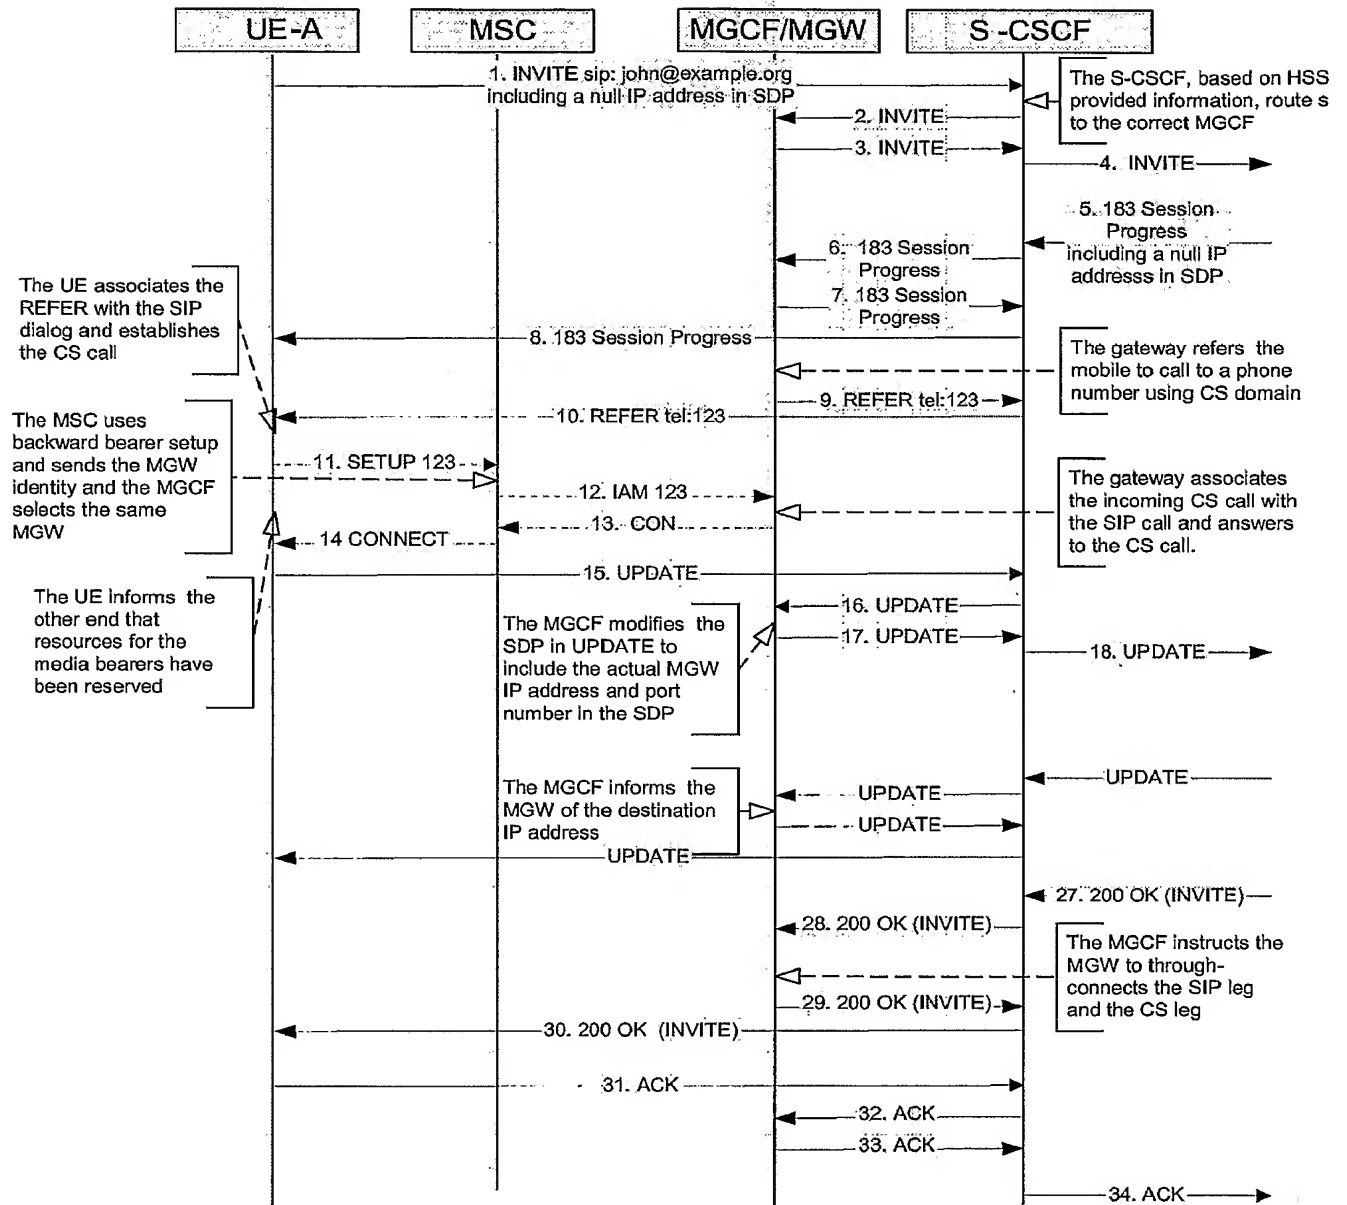 UE-A
MSC
MGCF/MGW
S-CSCF
1. INVITE sip: john@example.org
including a null IP address in SDP
The S-CSCF, based on HSS
provided information, route s
to the correct MGCF
2. INVITE
3. INVITE
4. INVITE
5. 183 Session
Progress
including a null IP
addresss in SDP
6. 183 Session
Progress
7. 183 Session
Progress
8. 183 Session Progress
The UE associates the
REFER with the SIP
dialog and establishes
the CS call
The gateway refers the
mobile to call to a phone
number using CS domain
9. REFER tel:123
10. REFER tel:123
The MSC uses
backward bearer setup
and sends the MGW
identity and the MGCF
selects the same
MGW
11. SETUP 123
12. IAM 123
13. CON
14 CONNECT
The gateway associates
the incoming CS call with
the SIP call and answers
to the CS call.
15. UPDATE
The UE informs the
other end that
resources for the
media bearers have
been reserved
16. UPDATE
17. UPDATE
18. UPDATE
The MGCF modifies the
SDP in UPDATE to
include the actual MGW
IP address and port
number in the SDP
UPDATE
UPDATE
UPDATE
The MGCF informs the
MGW of the destination
IP address
UPDATE
27. 200 OK (INVITE)
28. 200 OK (INVITE)
The MGCF instructs the
MGW to through-
connects the SIP leg
and the CS leg
29. 200 OK (INVITE)
30. 200 OK (INVITE)
31. ACK
32. ACK
33. ACK
34. ACK